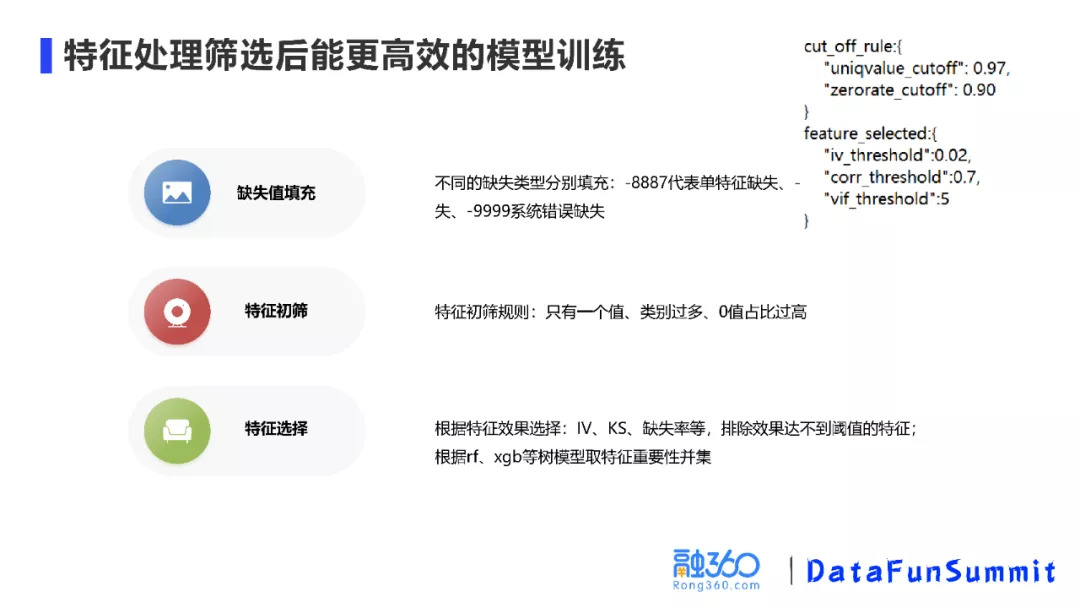 特征处理筛选后能更高效的模型训练
cut_off_rule:{
"uniqvalue_cutoff": 0.97,
"zerorate_cutoff": 0.90
}
feature_selected:{
"iv_threshold":0.02,
"corr_threshold":0.7,
"vif_threshold":5
}
缺失值填充
不同的缺失类型分别填充：-8887代表单特征缺失、-
失、-9999系统错误缺失
特征初筛
特征初筛规则：只有一个值、类别过多、0值占比过高
特征选择
根据特征效果选择：IV、KS、缺失率等，排除效果达不到阈值的特征；
根据rf、xgb等树模型取特征重要性并集
融360
Rong360.com
DataFunSummit